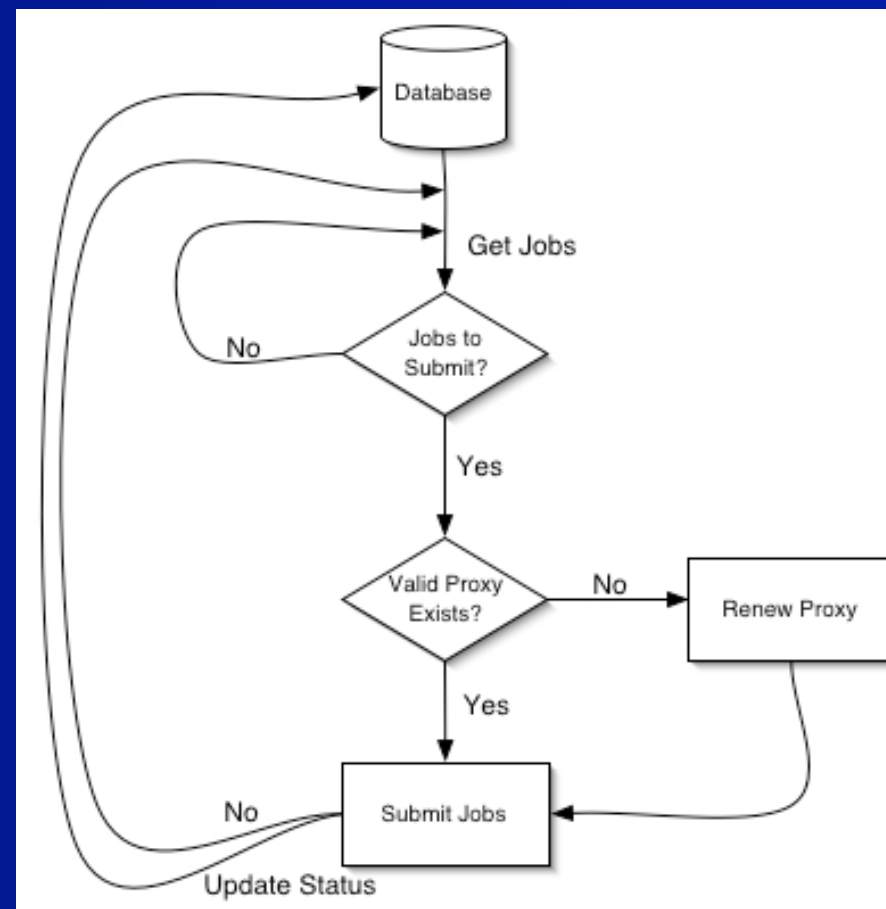 Database
Get Jobs
Jobs to
Submit?
No
Yes
Valid Proxy
Exists?
No
Renew Proxy
Yes
Submit Jobs
No
Update Status